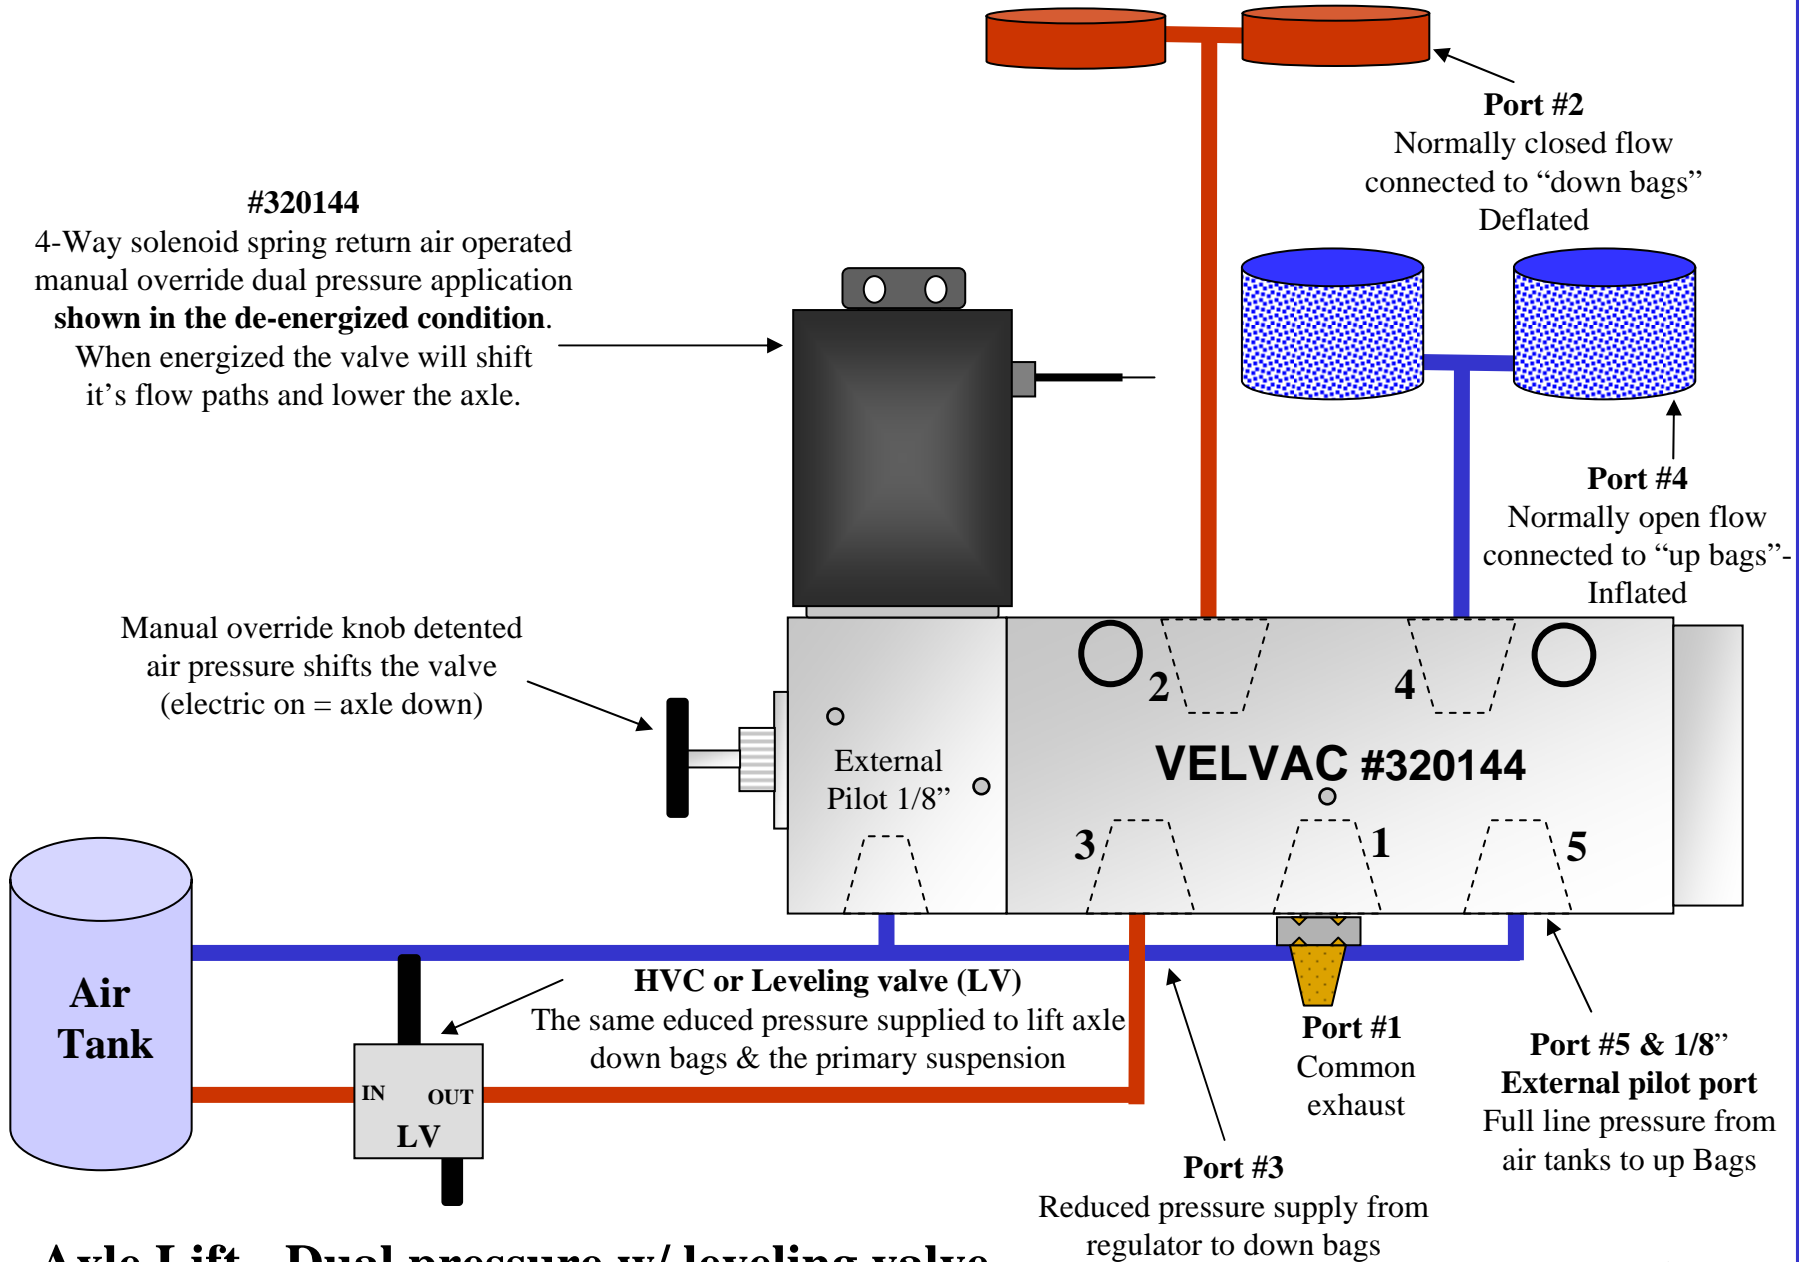 Port #2
Normally closed flow
connected to “down bags”
Deflated
#320144
4-Way solenoid spring return air operated
manual override dual pressure application
shown in the de-energized condition.
When energized the valve will shift
it’s flow paths and lower the axle.
Port #4
Normally open flow
connected to “up bags”-
Inflated
Manual override knob detented
air pressure shifts the valve
(electric on = axle down)
2
4
External
Pilot 1/8”
VELVAC #320144
3
1
5
Air
Tank
HVC or Leveling valve (LV)
The same educed pressure supplied to lift axle
down bags & the primary suspension
IN
OUT
LV
Port #1
Common
exhaust
Port #5 & 1/8”
External pilot port
Full line pressure from
air tanks to up Bags
Port #3
Reduced pressure supply from
regulator to down bags
Axle Lift - Dual pressure w/ leveling valve